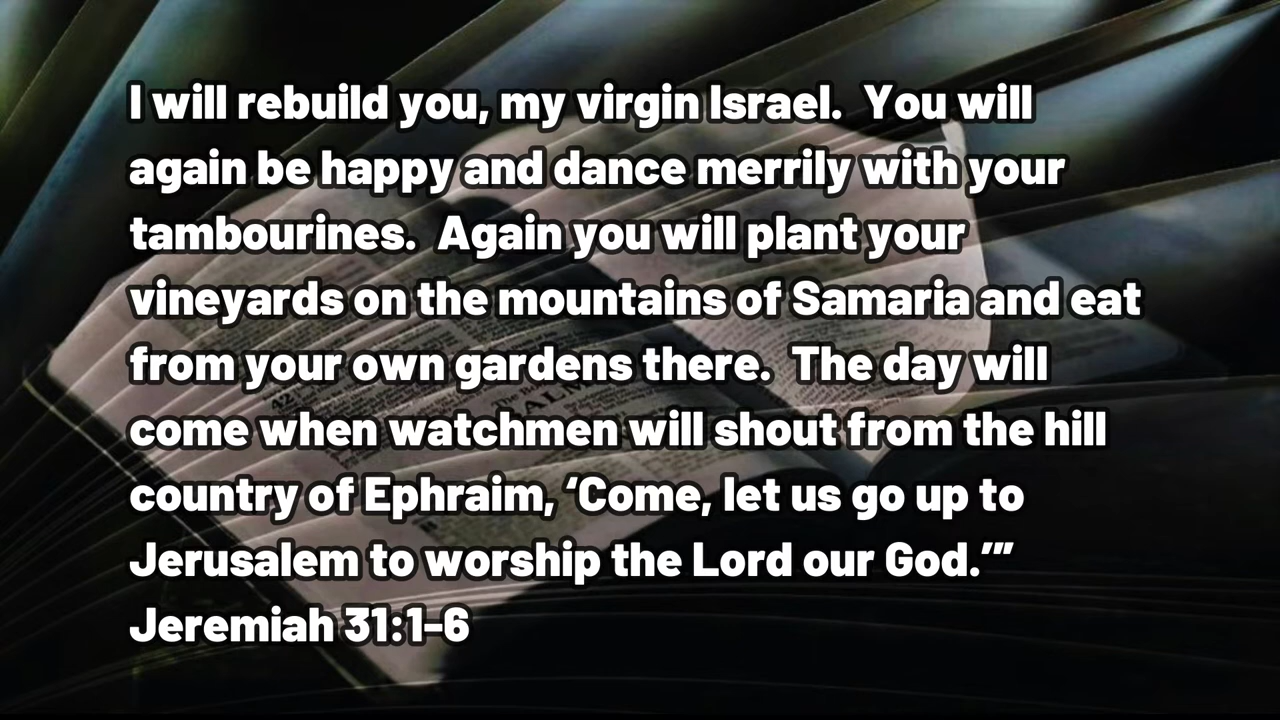 I will rebuild you, my virgin Israel.  You will
again be happy and dance merrily with your
tambourines.  Again you will plant your
vineyards on the mountains of Samaria and eat
from your own gardens there.  The day will
come when watchmen will shout from the hill
country of Ephraim, ‘Come, let us go up to
Jerusalem to worship the Lord our God.’”
Jeremiah 31:1-6
42